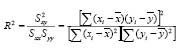 R² = S²xy / SxxSyy = [∑(xᵢ − x̅)(yᵢ − y̅)]² / [∑(xᵢ − x̅)²][∑(yᵢ − y̅)²]